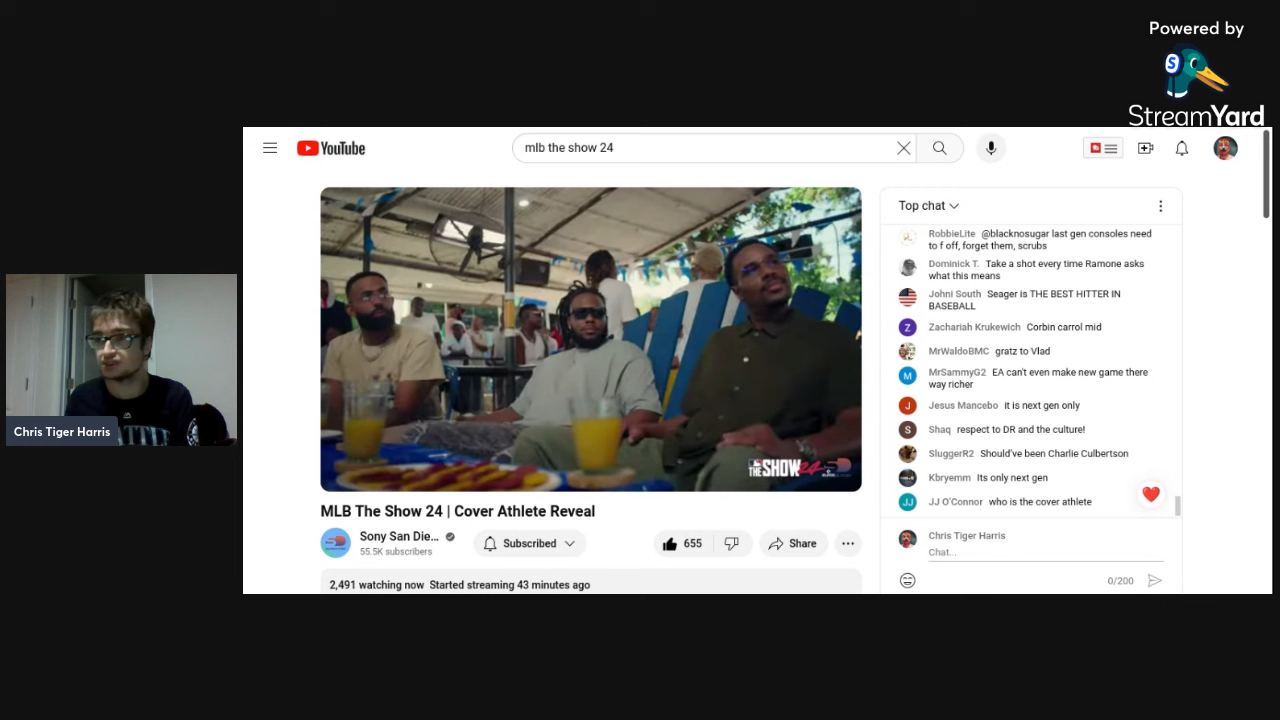 Powered by
S
StreamYard
YouTube
mlb the show 24
Top chat
RobbieLite @blacknosugar last gen consoles need
to f off, forget them, scrubs
Dominick T. Take a shot every time Ramone asks
what this means
Johni South Seager is THE BEST HITTER IN
BASEBALL
Z
Zachariah Krukewich Corbin carrol mid
MrWaldoBMC gratz to Vlad
M
MrSammyG2 EA can't even make new game there
way richer
J
Jesus Mancebo it is next gen only
S
Shaq respect to DR and the culture!
SluggerR2 Should've been Charlie Culbertson
Kbryemm Its only next gen
JJ
JJ O'Connor who is the cover athlete
Chris Tiger Harris
Chat...
0/200
THE SHOW 24
MLB The Show 24 | Cover Athlete Reveal
Sony San Die...
55.5K subscribers
Subscribed
655
Share
2,491 watching now Started streaming 43 minutes ago
Chris Tiger Harris